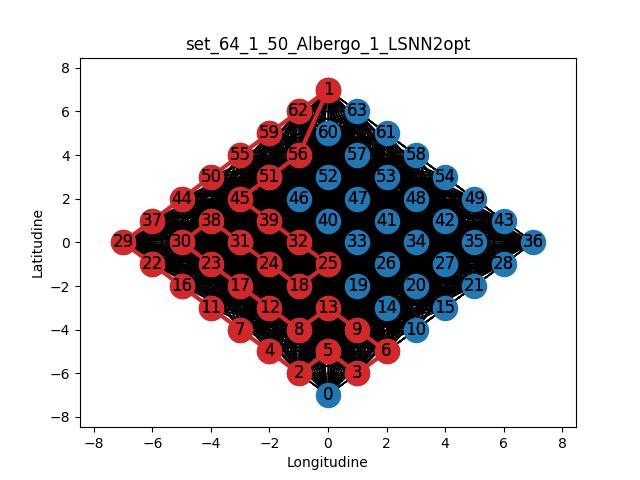 set_64_1_50_Albergo_1_LSNN2opt
8
6
4
2
0
−2
−4
−6
−8
Latitudine
1
62 63
59 60 61
55 56 57 58
50 51 52 53 54
44 45 46 47 48 49
37 38 39 40 41 42 43
29 30 31 32 33 34 35 36
22 23 24 25 26 27 28
16 17 18 19 20 21
11 12 13 14 15
7 8 9 10
4 5 6
2 3
0
−8 −6 −4 −2 0 2 4 6 8
Longitudine